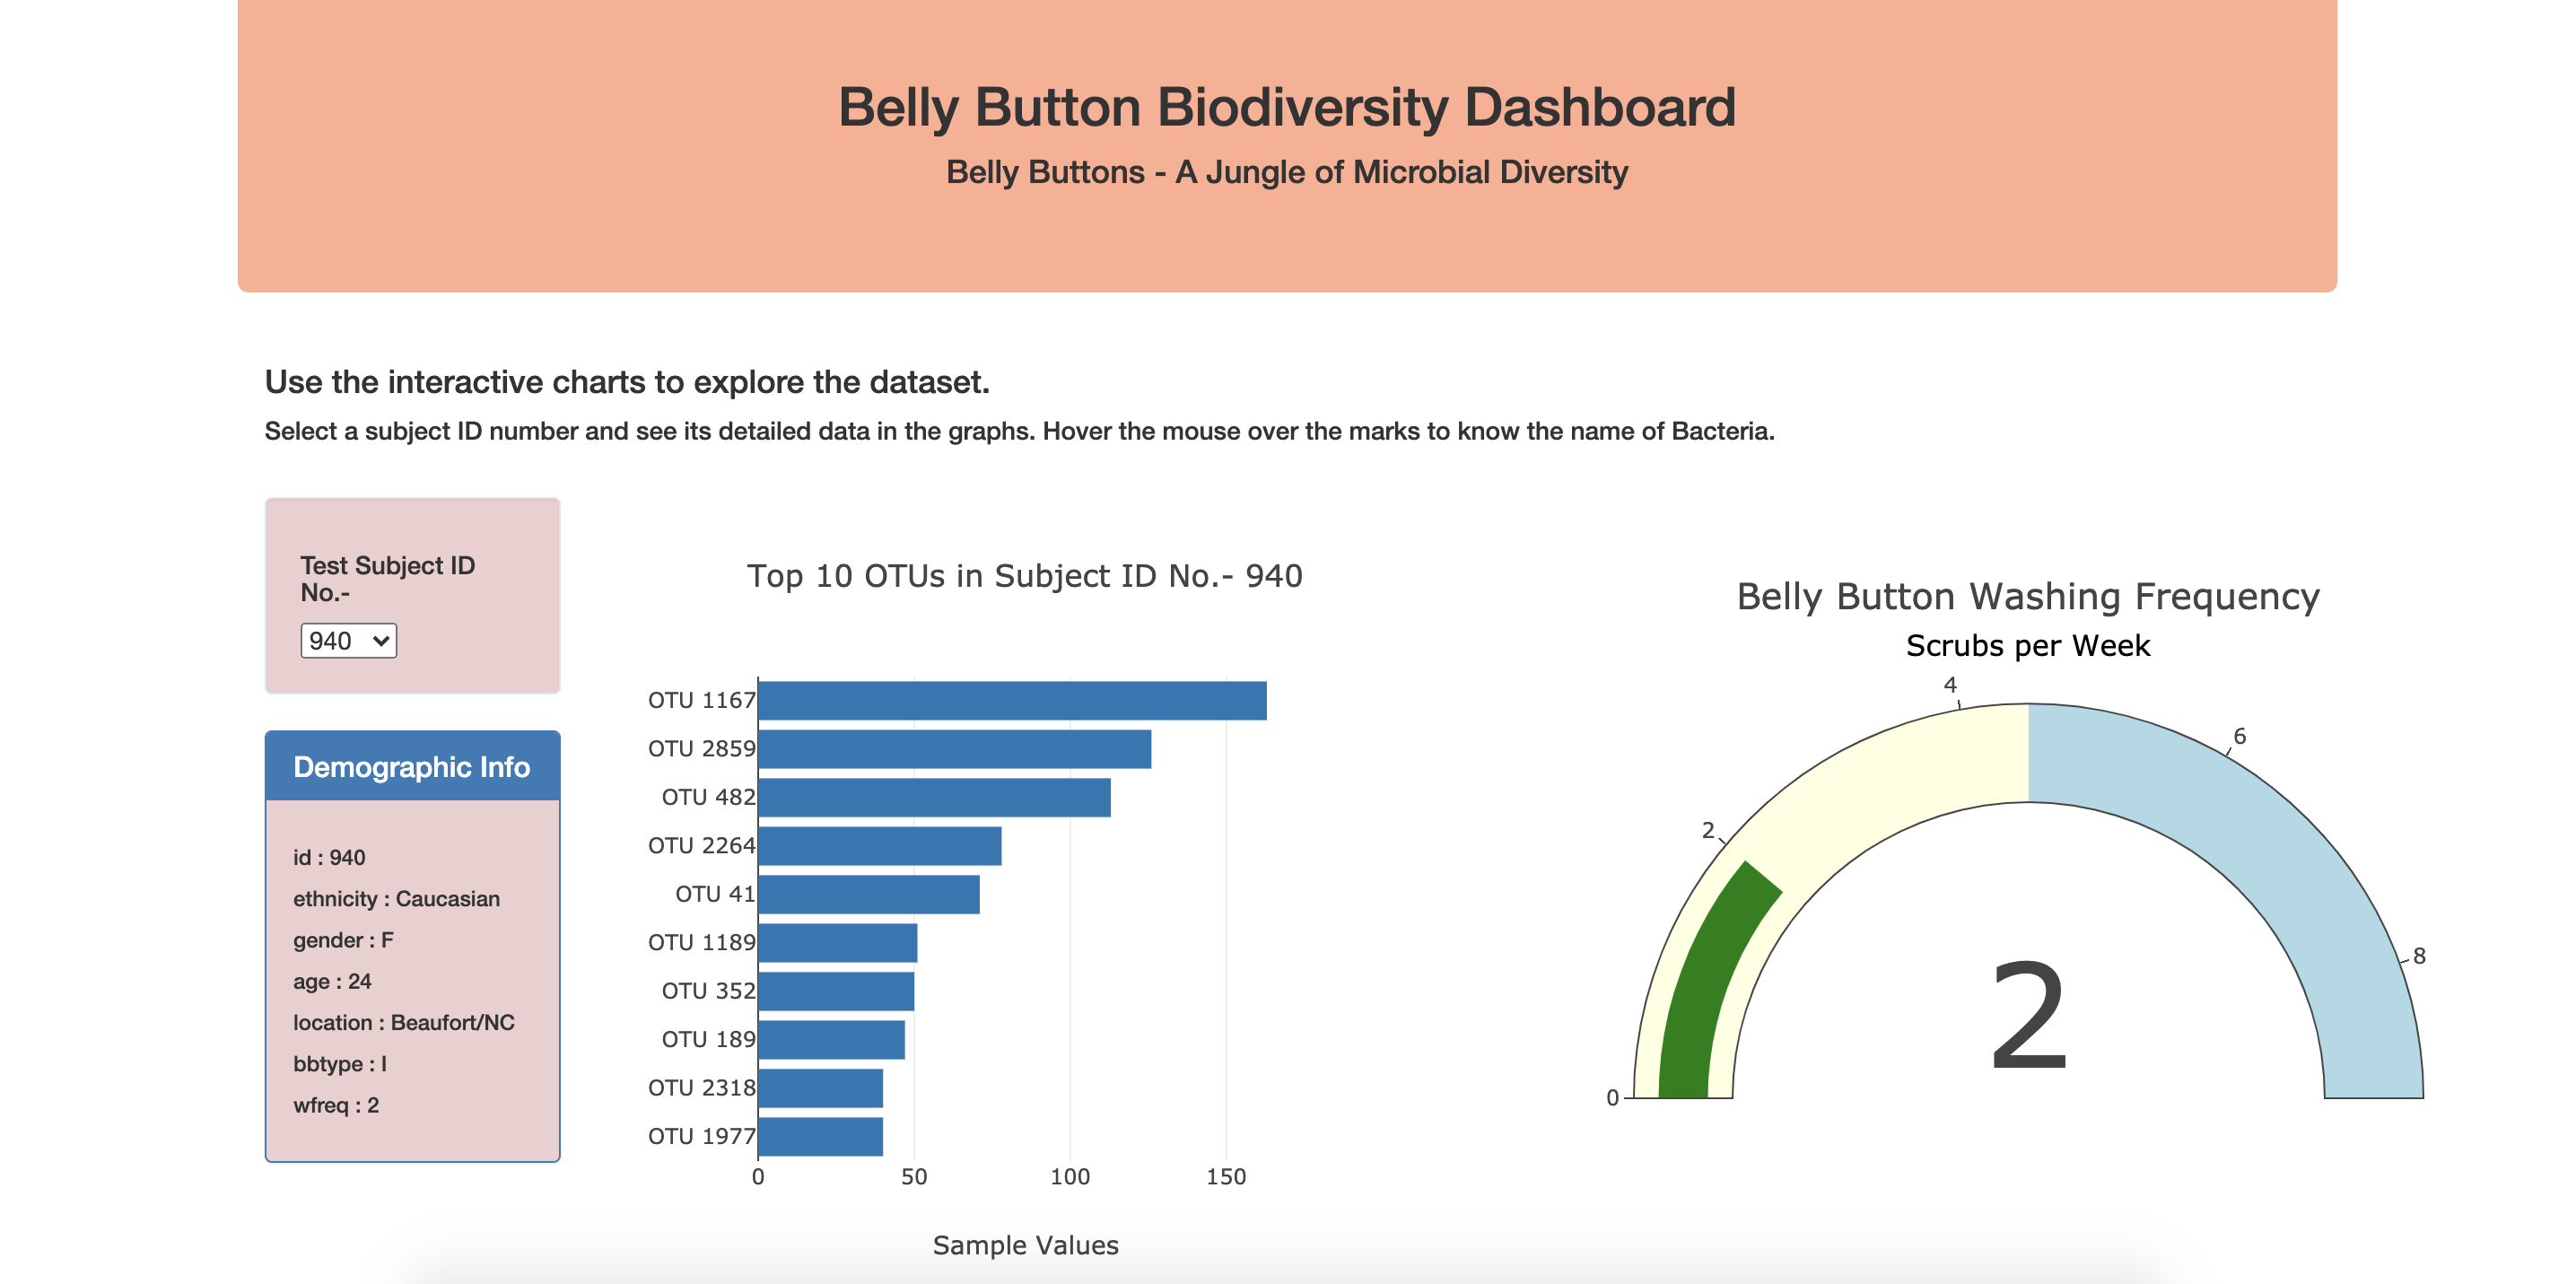 Belly Button Biodiversity Dashboard
Belly Buttons - A Jungle of Microbial Diversity
Use the interactive charts to explore the dataset.
Select a subject ID number and see its detailed data in the graphs. Hover the mouse over the marks to know the name of Bacteria.
Test Subject ID
No.-
940
Demographic Info
id : 940
ethnicity : Caucasian
gender : F
age : 24
location : Beaufort/NC
bbtype : I
wfreq : 2
Top 10 OTUs in Subject ID No.- 940
OTU 1167
OTU 2859
OTU 482
OTU 2264
OTU 41
OTU 1189
OTU 352
OTU 189
OTU 2318
OTU 1977
0 50 100 150
Sample Values
Belly Button Washing Frequency
Scrubs per Week
0
2
4
6
8
2